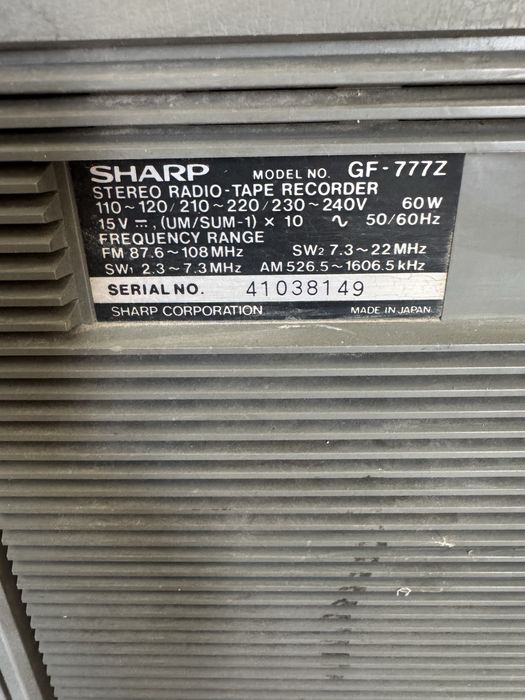 SHARP MODEL NO. GF-777Z
STEREO RADIO-TAPE RECORDER
110~120/210~220/230~240V 60W
15V ⎓, (UM/SUM-1) × 10 ∿ 50/60Hz
FREQUENCY RANGE
FM 87.6~108MHz SW2 7.3~22MHz
SW1 2.3~7.3MHz AM 526.5~1606.5kHz
SERIAL NO. 41038149
SHARP CORPORATION MADE IN JAPAN